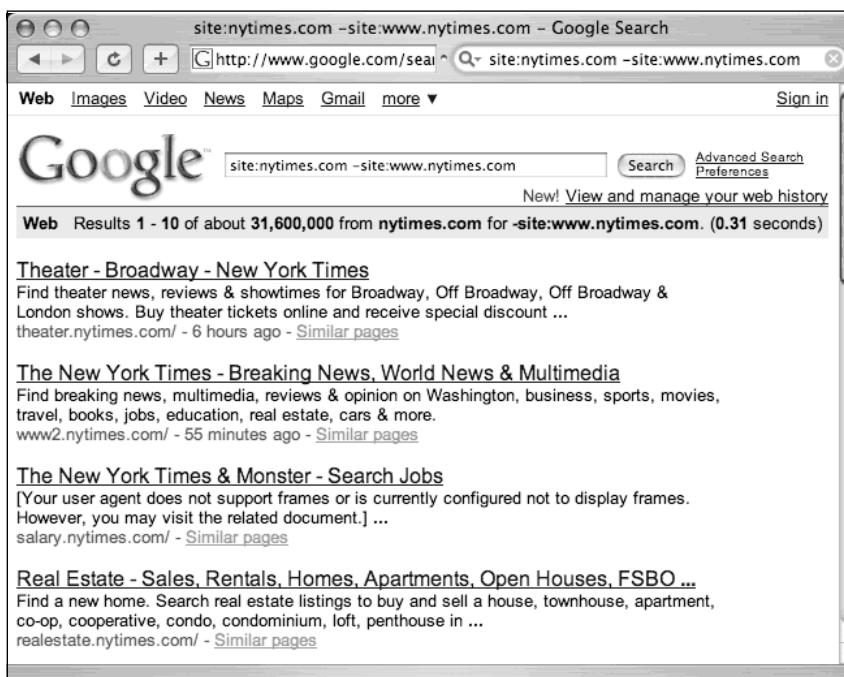 site:nytimes.com –site:www.nytimes.com – Google Search
G http://www.google.com/sear site:nytimes.com –site:www.nytimes.com
Web Images Video News Maps Gmail more ▼ Sign in
Google™ site:nytimes.com –site:www.nytimes.com Search Advanced Search
Preferences
New! View and manage your web history
Web Results 1 - 10 of about 31,600,000 from nytimes.com for -site:www.nytimes.com. (0.31 seconds)
Theater - Broadway - New York Times
Find theater news, reviews & showtimes for Broadway, Off Broadway, Off Broadway &
London shows. Buy theater tickets online and receive special discount ...
theater.nytimes.com/ - 6 hours ago - Similar pages
The New York Times - Breaking News, World News & Multimedia
Find breaking news, multimedia, reviews & opinion on Washington, business, sports, movies,
travel, books, jobs, education, real estate, cars & more.
www2.nytimes.com/ - 55 minutes ago - Similar pages
The New York Times & Monster - Search Jobs
[Your user agent does not support frames or is currently configured not to display frames.
However, you may visit the related document.] ...
salary.nytimes.com/ - Similar pages
Real Estate - Sales, Rentals, Homes, Apartments, Open Houses, FSBO ...
Find a new home. Search real estate listings to buy and sell a house, townhouse, apartment,
co-op, cooperative, condo, condominium, loft, penthouse in ...
realestate.nytimes.com/ - Similar pages